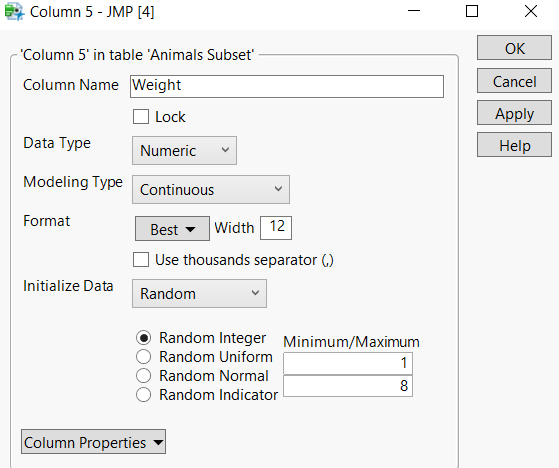 Column 5 - JMP [4]
'Column 5' in table 'Animals Subset'
OK
Column Name Weight
Cancel
Lock
Apply
Data Type Numeric
Help
Modeling Type Continuous
Format Best Width 12
Use thousands separator (,)
Initialize Data Random
Random Integer Minimum/Maximum
Random Uniform 1
Random Normal 8
Random Indicator
Column Properties